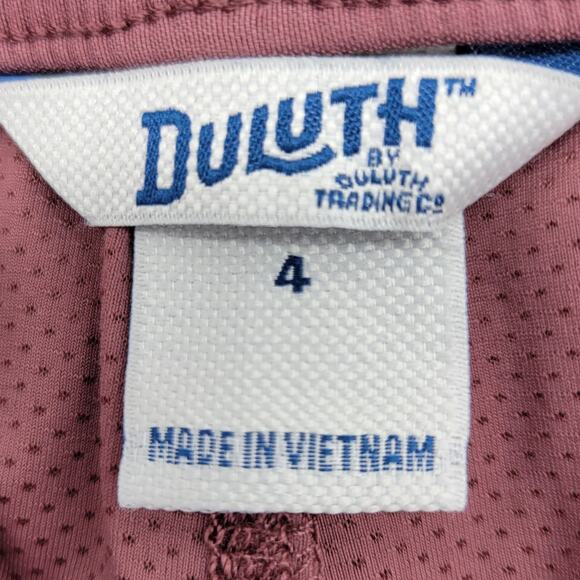 DULUTH™
BY
DULUTH
TRADING Co
4
MADE IN VIETNAM